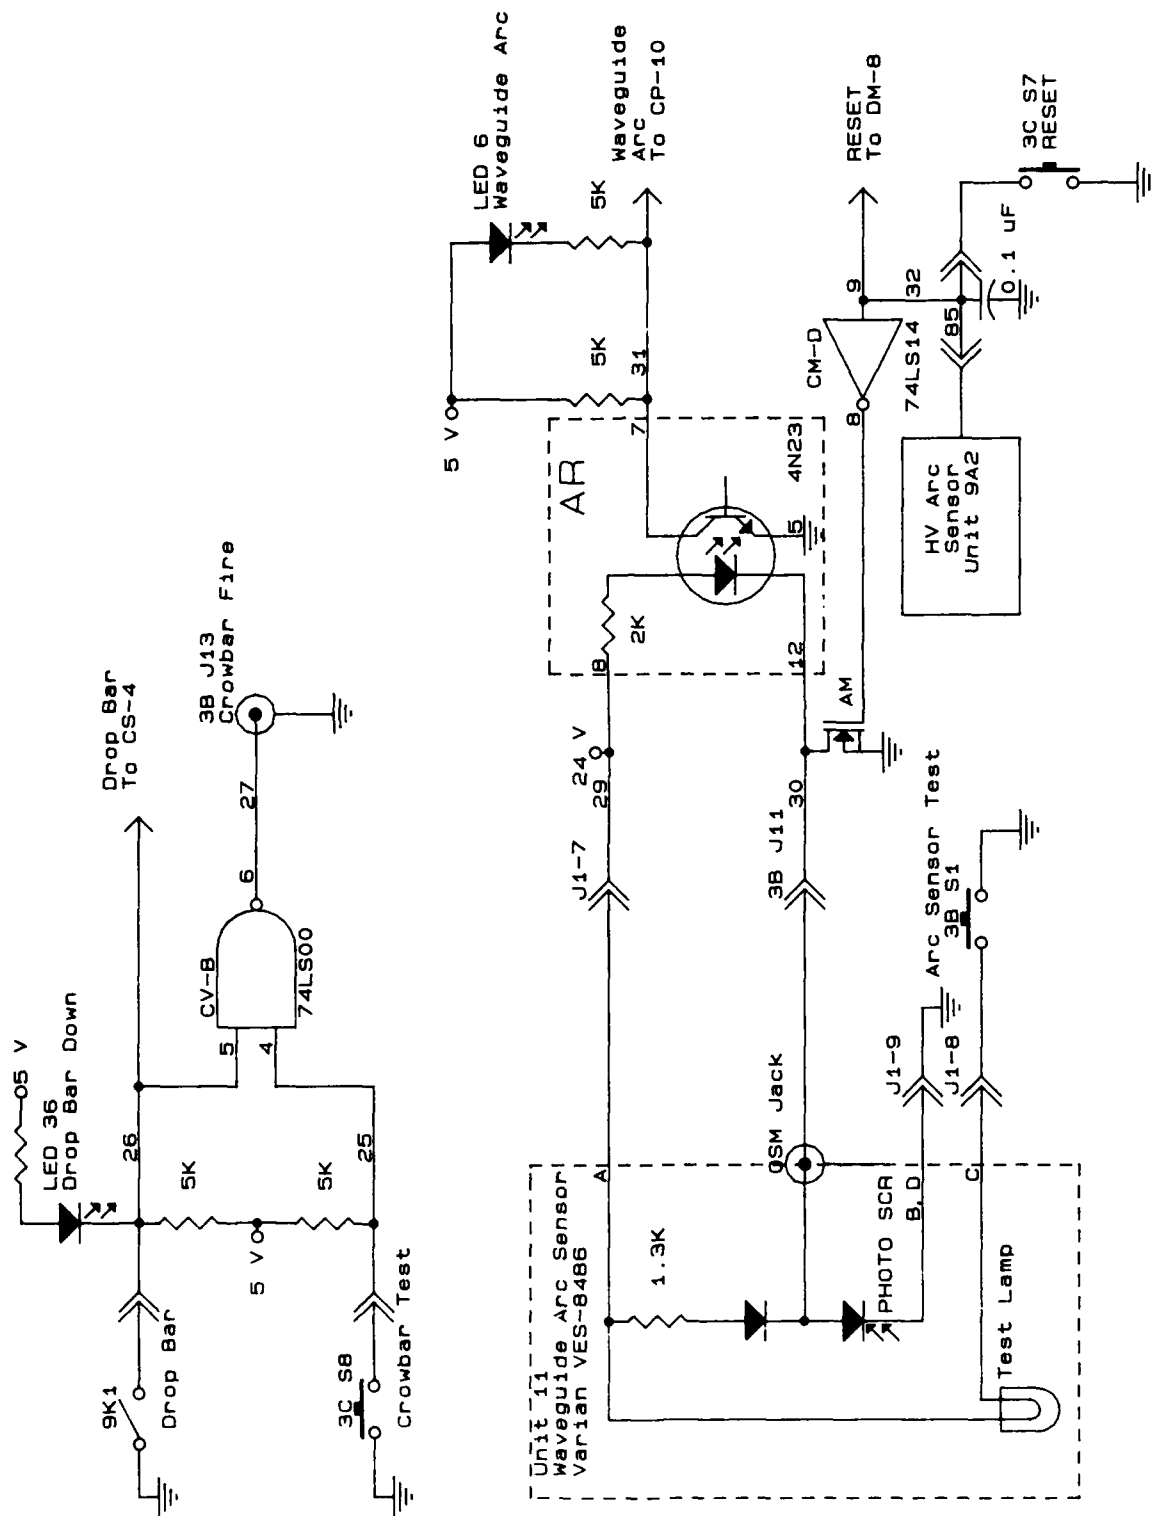 05 V
LED 36
Drop Bar Down
9K1
Drop Bar
26
5K
5 V
5K
25
3C S8
Crowbar Test
5
4
CV-B
74LS00
6
27
3B J13
Crowbar Fire
Drop Bar
To CS-4
Unit 11
Waveguide Arc Sensor
Varian VES-8486
A
1.3K
PHOTO SCR
B,D
C
Test Lamp
OSM Jack
J1-7
29
24 V
3B J11
30
J1-9
J1-8
Arc Sensor Test
3B S1
AM
8
2K
12
AR
7
5
4N23
5 V
5K
31
LED 6
Waveguide Arc
5K
Waveguide
Arc
To CP-10
8
CM-D
74LS14
9
32
RESET
To DM-8
85
0.1 uF
HV Arc
Sensor
Unit 9A2
3C S7
RESET